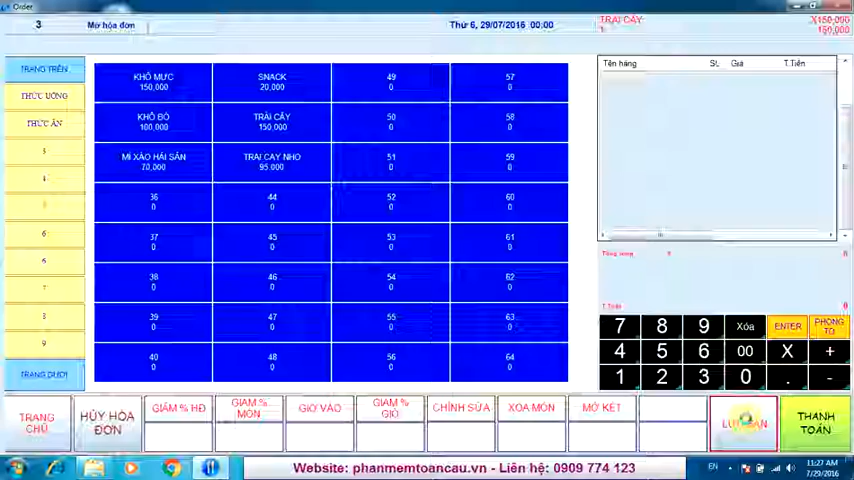 Order
3
Mở hóa đơn
Thứ 6, 29/07/2016 00:00
TRÁI CÂY
X150,000
1
150,000
TRANG TRÊN
THỨC UỐNG
THỨC ĂN
6
6
8
9
TRANG DƯỚI
KHÔ MỰC
150,000
SNACK
20,000
49
0
57
0
KHÔ BÒ
100,000
TRÁI CÂY
150,000
50
0
58
0
MÌ XÀO HẢI SẢN
70,000
TRAI CAY NHO
95,000
51
0
59
0
36
0
44
0
52
0
60
0
37
0
45
0
53
0
61
0
38
0
46
0
54
0
62
0
39
0
47
0
55
0
63
0
40
0
48
0
56
0
64
0
Tên hàng
SL
Giá
T.Tiền
0
0
7
8
9
Xóa
ENTER
PHÒNG TO
4
5
6
00
X
+
1
2
3
0
.
-
TRANG CHỦ
HỦY HÓA ĐƠN
GIẢM % HĐ
GIẢM % MÓN
GIỜ VÀO
GIẢM % GIỜ
CHỈNH SỬA
XÓA MÓN
MỞ KÉT
THANH TOÁN
Website: phanmemtoancau.vn - Liên hệ: 0909 774 123
EN
11:27 AM
7/29/2016